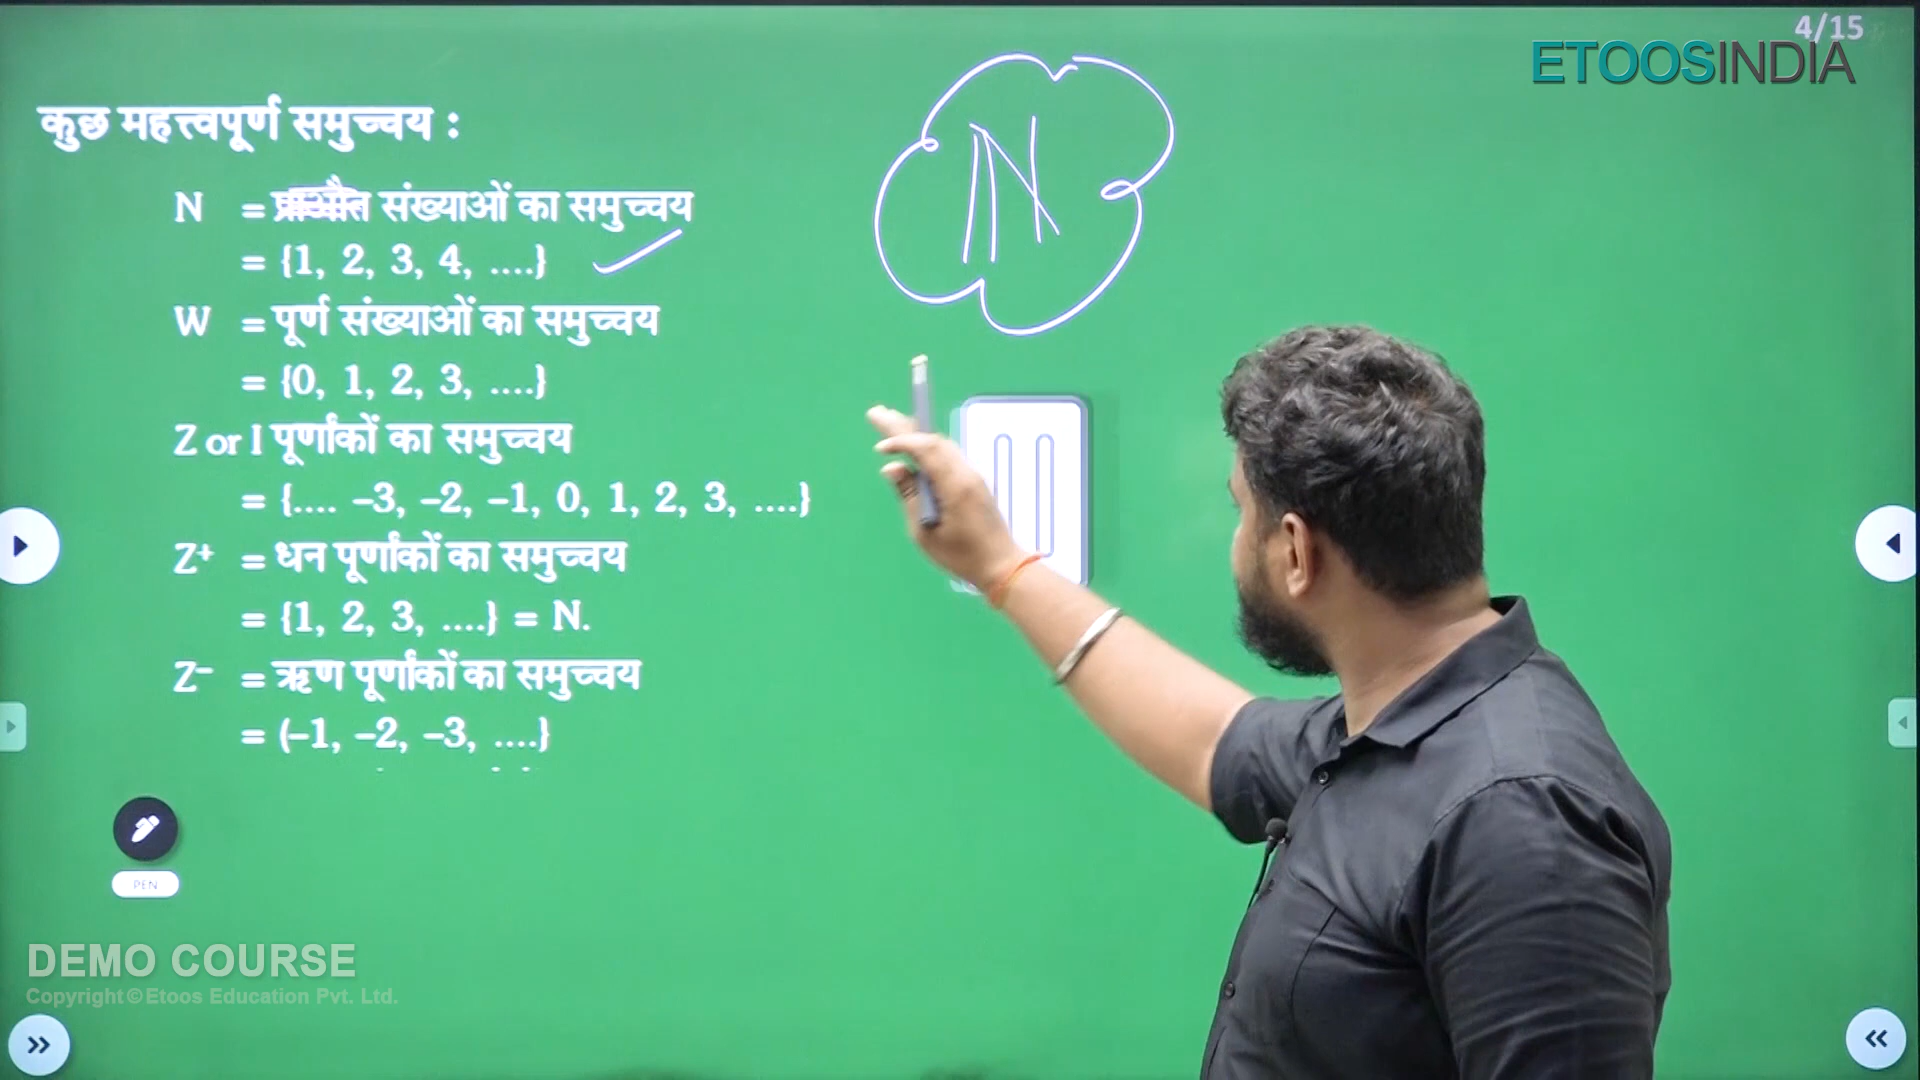 4/15
ETOOSINDIA
कुछ महत्त्वपूर्ण समुच्चय :
N = संख्याओं का समुच्चय
= {1, 2, 3, 4, ....}
W = पूर्ण संख्याओं का समुच्चय
= {0, 1, 2, 3, ....}
Z or I पूर्णांकों का समुच्चय
= {.... –3, –2, –1, 0, 1, 2, 3, ....}
Z⁺ = धन पूर्णांकों का समुच्चय
= {1, 2, 3, ....} = N.
Z⁻ = ऋण पूर्णांकों का समुच्चय
= (–1, –2, –3, ....}
N
PEN
DEMO COURSE
Copyright©Etoos Education Pvt. Ltd.